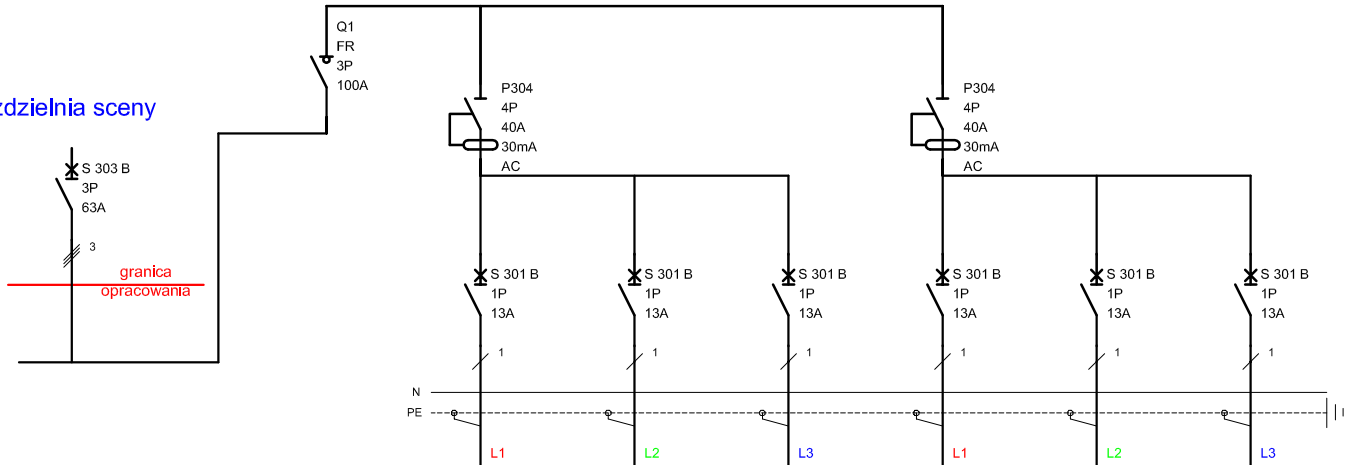 Q1
FR
3P
100A
zdzielnia sceny
S 303 B
3P
63A
3
granica
opracowania
P304
4P
40A
30mA
AC
P304
4P
40A
30mA
AC
S 301 B
1P
13A
1
S 301 B
1P
13A
1
S 301 B
1P
13A
1
S 301 B
1P
13A
1
S 301 B
1P
13A
1
S 301 B
1P
13A
1
N
PE
L1
L2
L3
L1
L2
L3